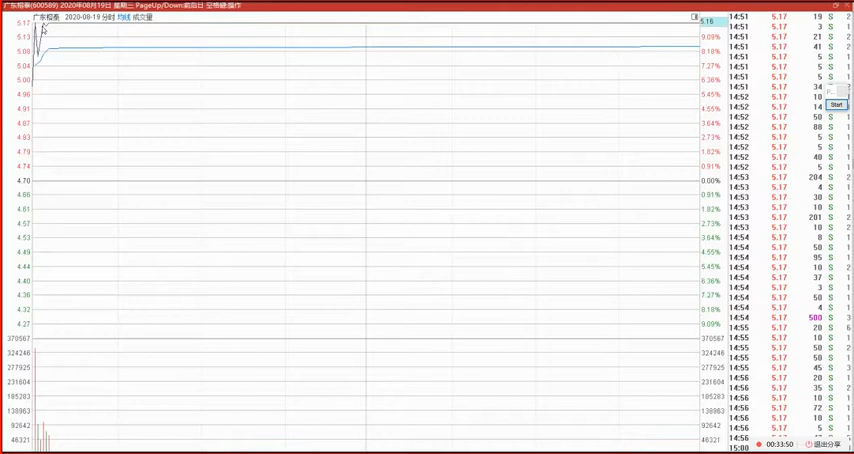 广东榕泰(600589) 2020年08月19日 星期三 PageUp/Down:前后日 空格键:操作
广东榕泰 2020-08-19 分时 均线 成交量
5.17 5.16
5.13 9.09%
5.08 8.18%
5.04 7.27%
5.00 6.36%
4.96 5.45%
4.91 4.55%
4.87 3.64%
4.83 2.73%
4.79 1.82%
4.74 0.91%
4.70 0.00%
4.66 0.91%
4.61 1.82%
4.57 2.73%
4.53 3.64%
4.49 4.55%
4.44 5.45%
4.40 6.36%
4.36 7.27%
4.32 8.18%
4.27 9.09%
370567 370567
324246 324246
277925 277925
231604 231604
185283 185283
138963 138963
92642 92642
46321 46321
14:51 5.17 19 S 2
14:51 5.17 3 S 1
14:51 5.17 21 S 2
14:51 5.17 41 S 2
14:51 5.17 5 S 1
14:51 5.17 5 S 1
14:51 5.17 5 S 1
14:51 5.17 34 S 2
P...
14:52 5.17 10 S 1
Start
14:52 5.17 14
14:52 5.17 50 S 1
14:52 5.17 88 S 1
14:52 5.17 5 S 1
14:52 5.17 5 S 1
14:52 5.17 40 S 1
14:52 5.17 5 S 1
14:53 5.17 204 S 2
14:53 5.17 4 S 1
14:53 5.17 30 S 1
14:53 5.17 10 S 1
14:53 5.17 201 S 2
14:53 5.17 10 S 2
14:54 5.17 8 S 1
14:54 5.17 50 S 1
14:54 5.17 95 S 1
14:54 5.17 10 S 2
14:54 5.17 37 S 1
14:54 5.17 3 S 1
14:54 5.17 50 S 1
14:54 5.17 4 S 1
14:54 5.17 500 S 3
14:55 5.17 20 S 6
14:55 5.17 10 S 1
14:55 5.17 50 S 2
14:55 5.17 50 S 1
14:55 5.17 45 S 3
14:56 5.17 20 S 1
14:56 5.17 35 S 2
14:56 5.17 10 S 1
14:56 5.17 72 S 1
14:56 5.17 10 S 1
14:56 5.17 5 S 1
14:56 5.17
15:00
00:33:50 退出分享